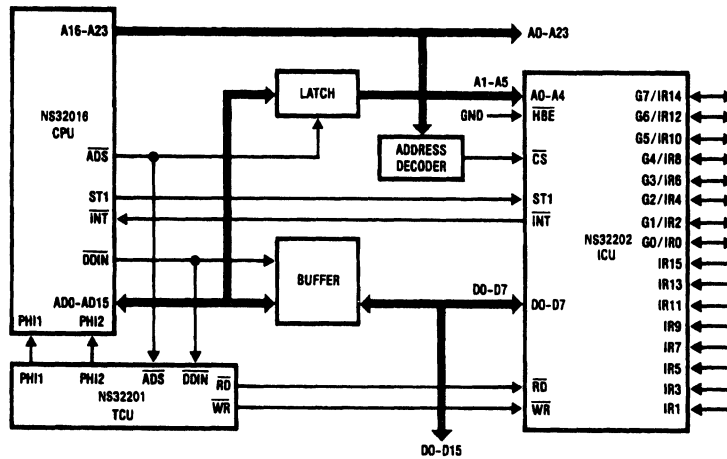 A16-A23
A0-A23
NS32016
CPU
LATCH
A1-A5
A0-A4
G7/IR14
GND
HBE
G6/IR12
ADS
ADDRESS
DECODER
CS
G5/IR10
G4/IR8
G3/IR6
ST1
ST1
G2/IR4
INT
INT
G1/IR2
NS32202
ICU
G0/IR0
DDIN
BUFFER
IR15
IR13
AD0-AD15
D0-D7
D0-D7
IR11
PHI1
PHI2
IR9
IR7
PHI1
PHI2
ADS
DDIN
RD
RD
IR5
NS32201
TCU
WR
WR
IR3
IR1
D0-D15